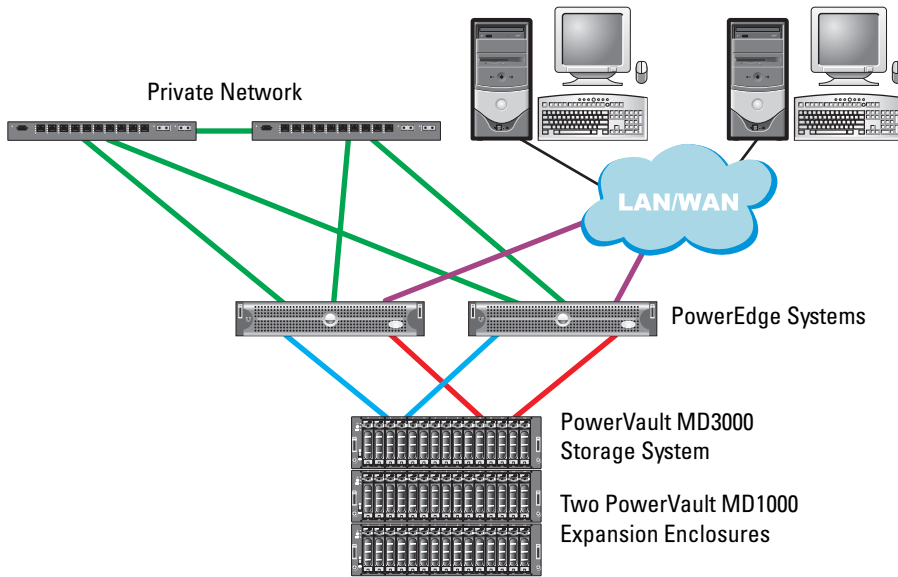 Private Network
LAN/WAN
PowerEdge Systems
PowerVault MD3000
Storage System
Two PowerVault MD1000
Expansion Enclosures